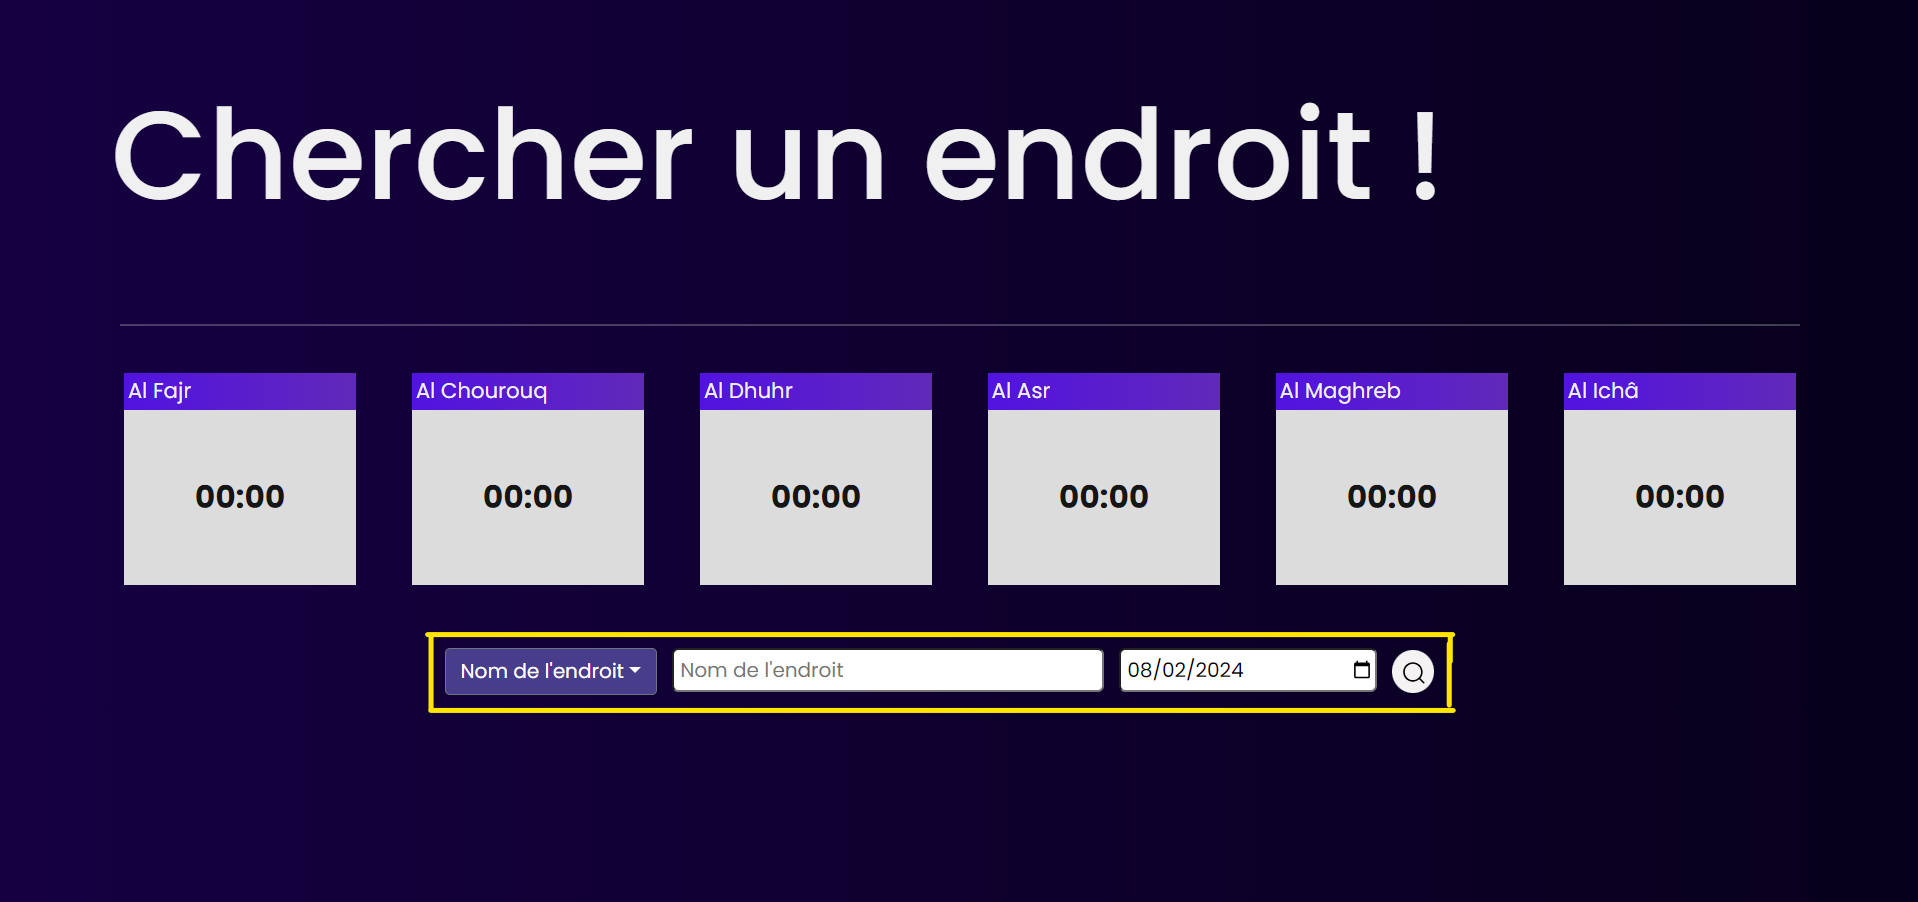 Chercher un endroit !
Al Fajr
Al Chourouq
Al Dhuhr
Al Asr
Al Maghreb
Al Ichâ
00:00
00:00
00:00
00:00
00:00
00:00
Nom de l'endroit
Nom de l'endroit
08/02/2024